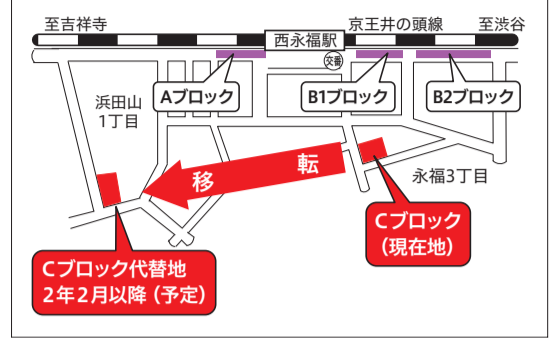 至吉祥寺
西永福駅
京王井の頭線
至渋谷
交番
Aブロック
B1ブロック
B2ブロック
浜田山
1丁目
移転
永福3丁目
Cブロック
(現在地)
Cブロック代替地
2年2月以降(予定)